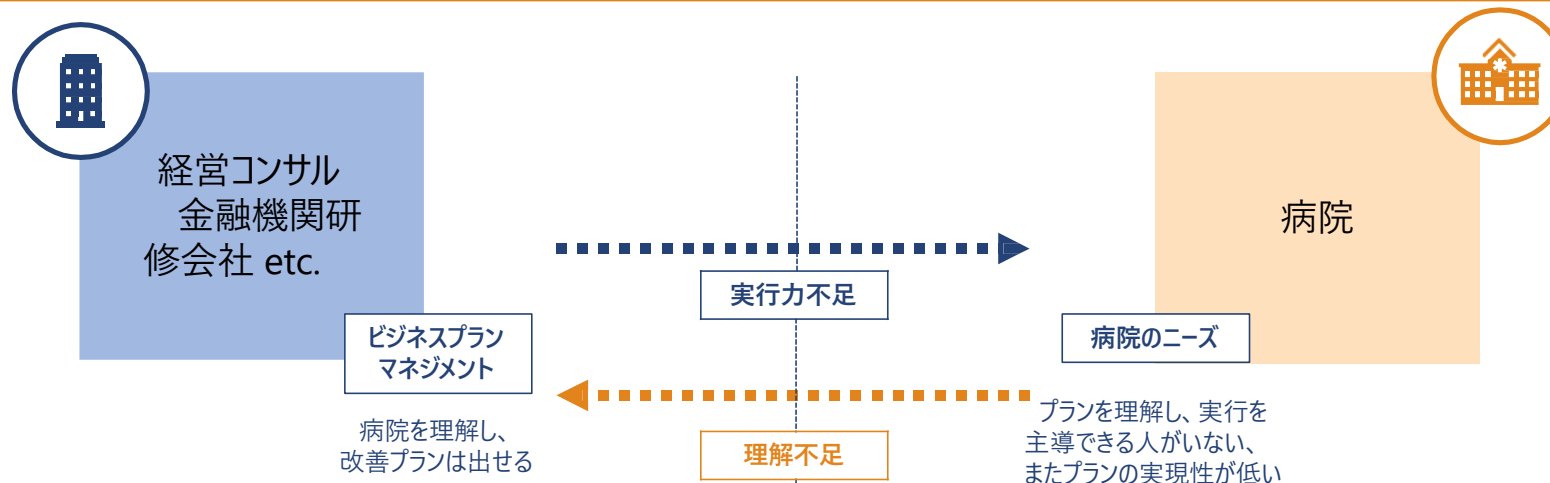 経営コンサル
金融機関研
修会社 etc.
病院
実行力不足
ビジネスプラン
マネジメント
病院のニーズ
病院を理解し、
改善プランは出せる
理解不足
プランを理解し、実行を
主導できる人がいない、
またプランの実現性が低い